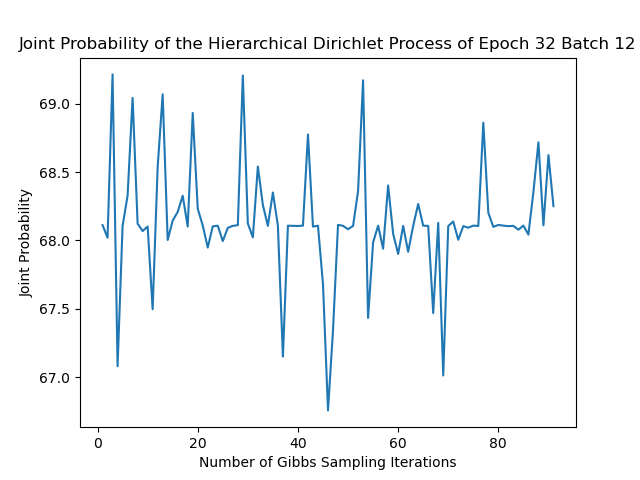 Joint Probability of the Hierarchical Dirichlet Process of Epoch 32 Batch 12
69.0
68.5
68.0
67.5
67.0
Joint Probability
0 20 40 60 80
Number of Gibbs Sampling Iterations